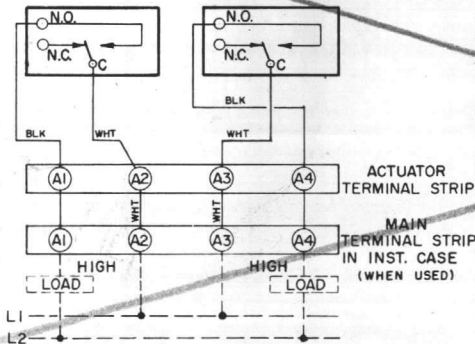 N.O. N.O.
N.C. N.C.
C C
BLK WHT WHT BLK
A1 A2 A3 A4
ACTUATOR
TERMINAL STRIP
WHT WHT
A1 A2 A3 A4
MAIN
TERMINAL STRIP
IN INST. CASE
(WHEN USED)
HIGH HIGH
LOAD LOAD
L1
L2